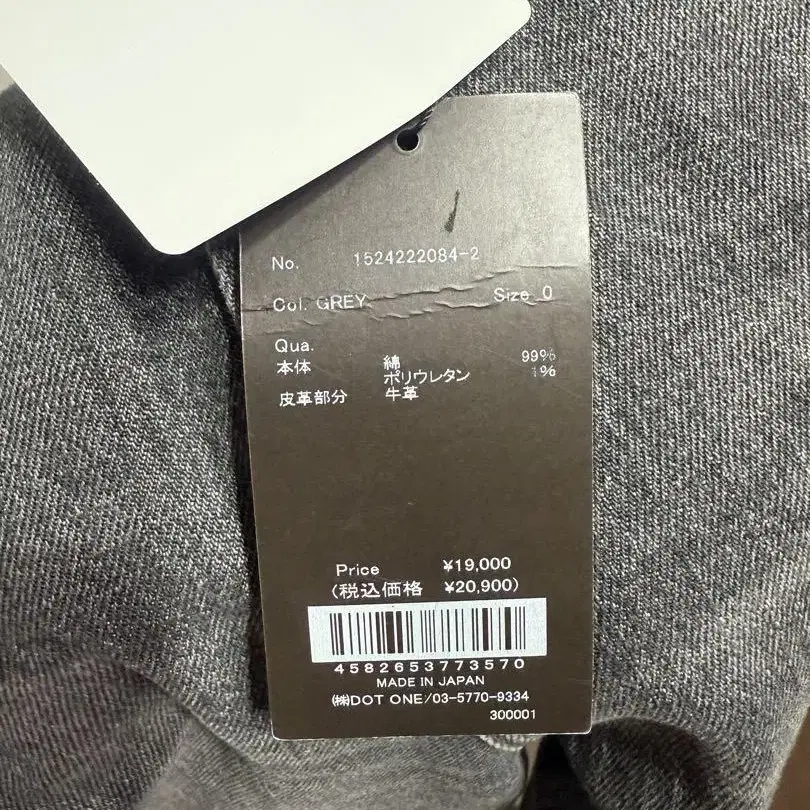 No. 1524222084-2
Col. GREY Size 0
Qua.
本体 綿 99%
ポリウレタン 1%
皮革部分 牛革
Price ¥19,000
(税込価格 ¥20,900)
4582653773570
MADE IN JAPAN
㈱DOT ONE/03-5770-9334
300001